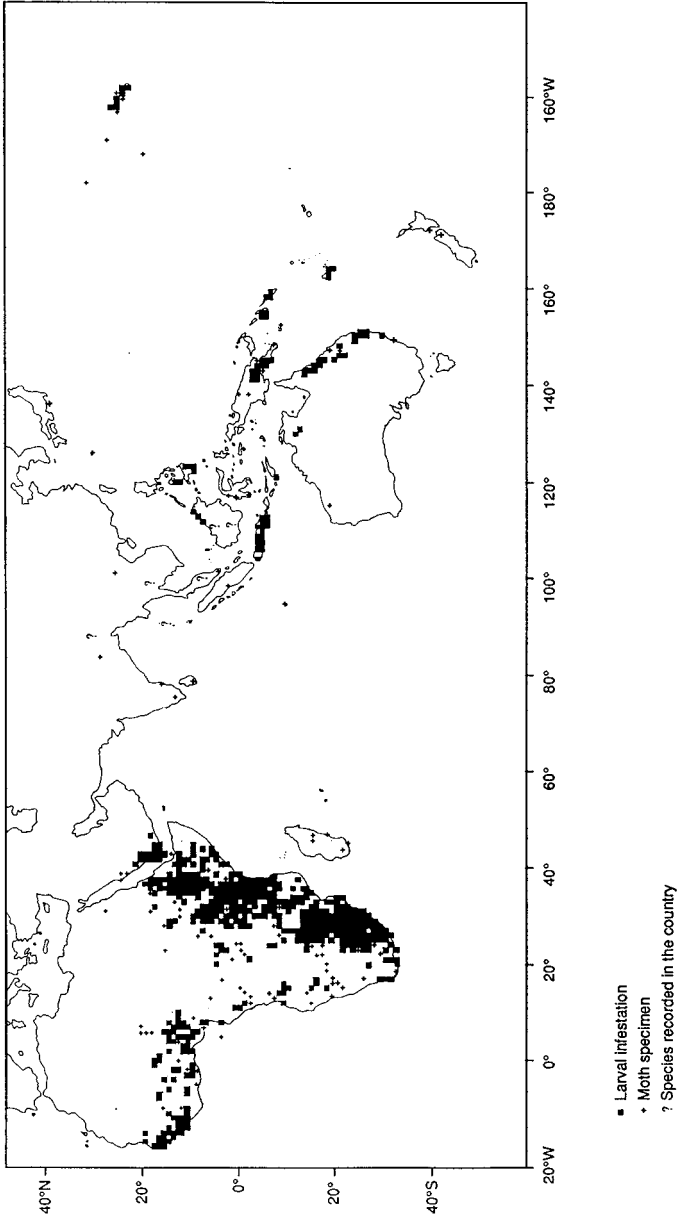 160°W
180°
160°
140°
120°
100°
80°
60°
40°
20°
0°
20°W
40°N
20°
0°
20°
40°S
▪ Larval infestation
+ Moth specimen
? Species recorded in the country